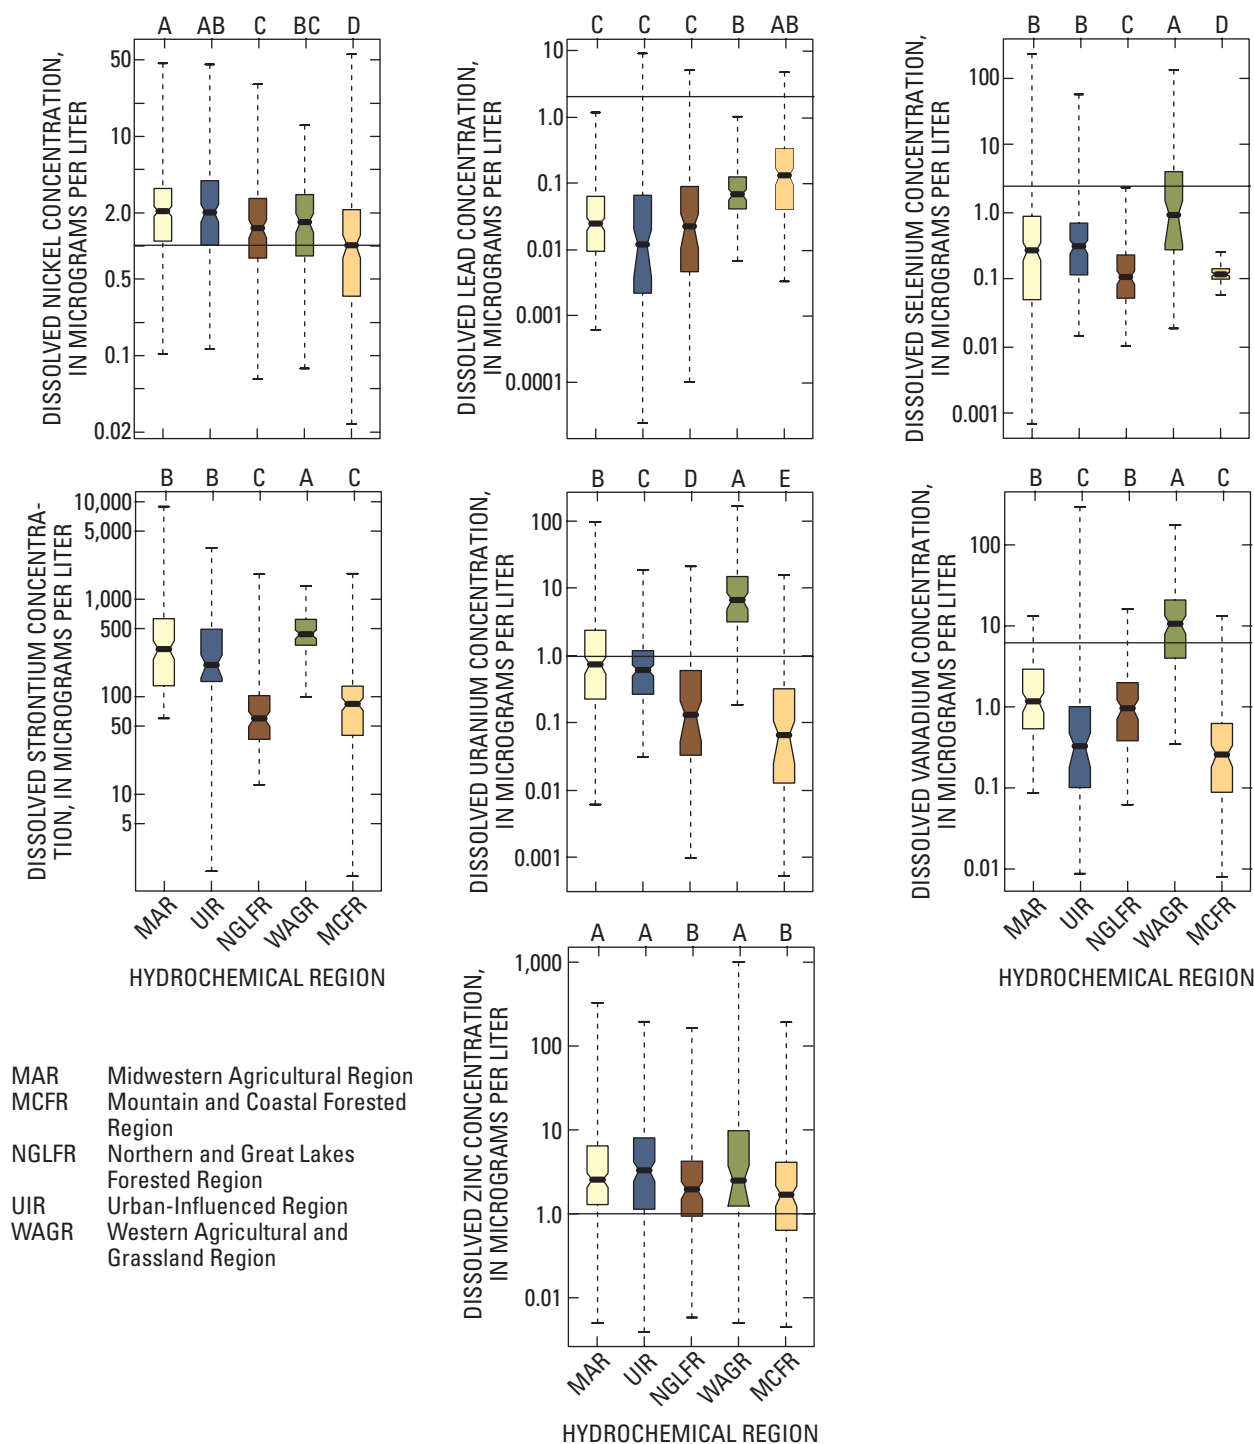 A AB C BC D
DISSOLVED NICKEL CONCENTRATION,
IN MICROGRAMS PER LITER
50
10
2.0
0.5
0.1
0.02
C C C B AB
DISSOLVED LEAD CONCENTRATION,
IN MICROGRAMS PER LITER
10
1.0
0.1
0.01
0.001
0.0001
B B C A D
DISSOLVED SELENIUM CONCENTRATION,
IN MICROGRAMS PER LITER
100
10
1.0
0.1
0.01
0.001
B B C A C
DISSOLVED STRONTIUM CONCENTRA-
TION, IN MICROGRAMS PER LITER
10,000
5,000
1,000
500
100
50
10
5
MAR UIR NGLFR WAGR MCFR
HYDROCHEMICAL REGION
B C D A E
DISSOLVED URANIUM CONCENTRATION,
IN MICROGRAMS PER LITER
100
10
1.0
0.1
0.01
0.001
B C B A C
DISSOLVED VANADIUM CONCENTRATION,
IN MICROGRAMS PER LITER
100
10
1.0
0.1
0.01
MAR UIR NGLFR WAGR MCFR
HYDROCHEMICAL REGION
A A B A B
DISSOLVED ZINC CONCENTRATION,
IN MICROGRAMS PER LITER
1,000
100
10
1.0
0.01
MAR UIR NGLFR WAGR MCFR
HYDROCHEMICAL REGION
MAR Midwestern Agricultural Region
MCFR Mountain and Coastal Forested
Region
NGLFR Northern and Great Lakes
Forested Region
UIR Urban-Influenced Region
WAGR Western Agricultural and
Grassland Region